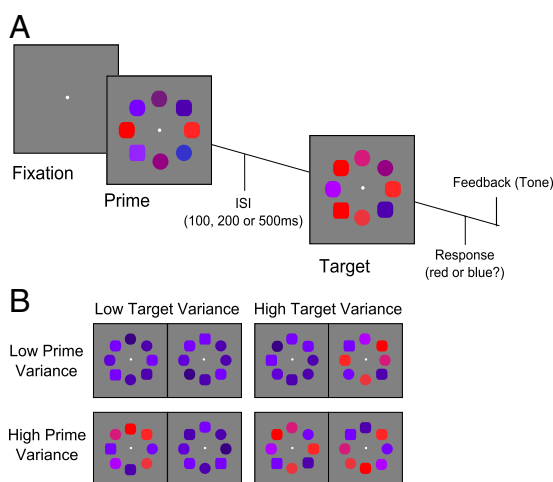 A
Fixation
Prime
ISI
(100, 200 or 500ms)
Target
Feedback (Tone)
Response
(red or blue?)
B
Low Target Variance High Target Variance
Low Prime
Variance
High Prime
Variance